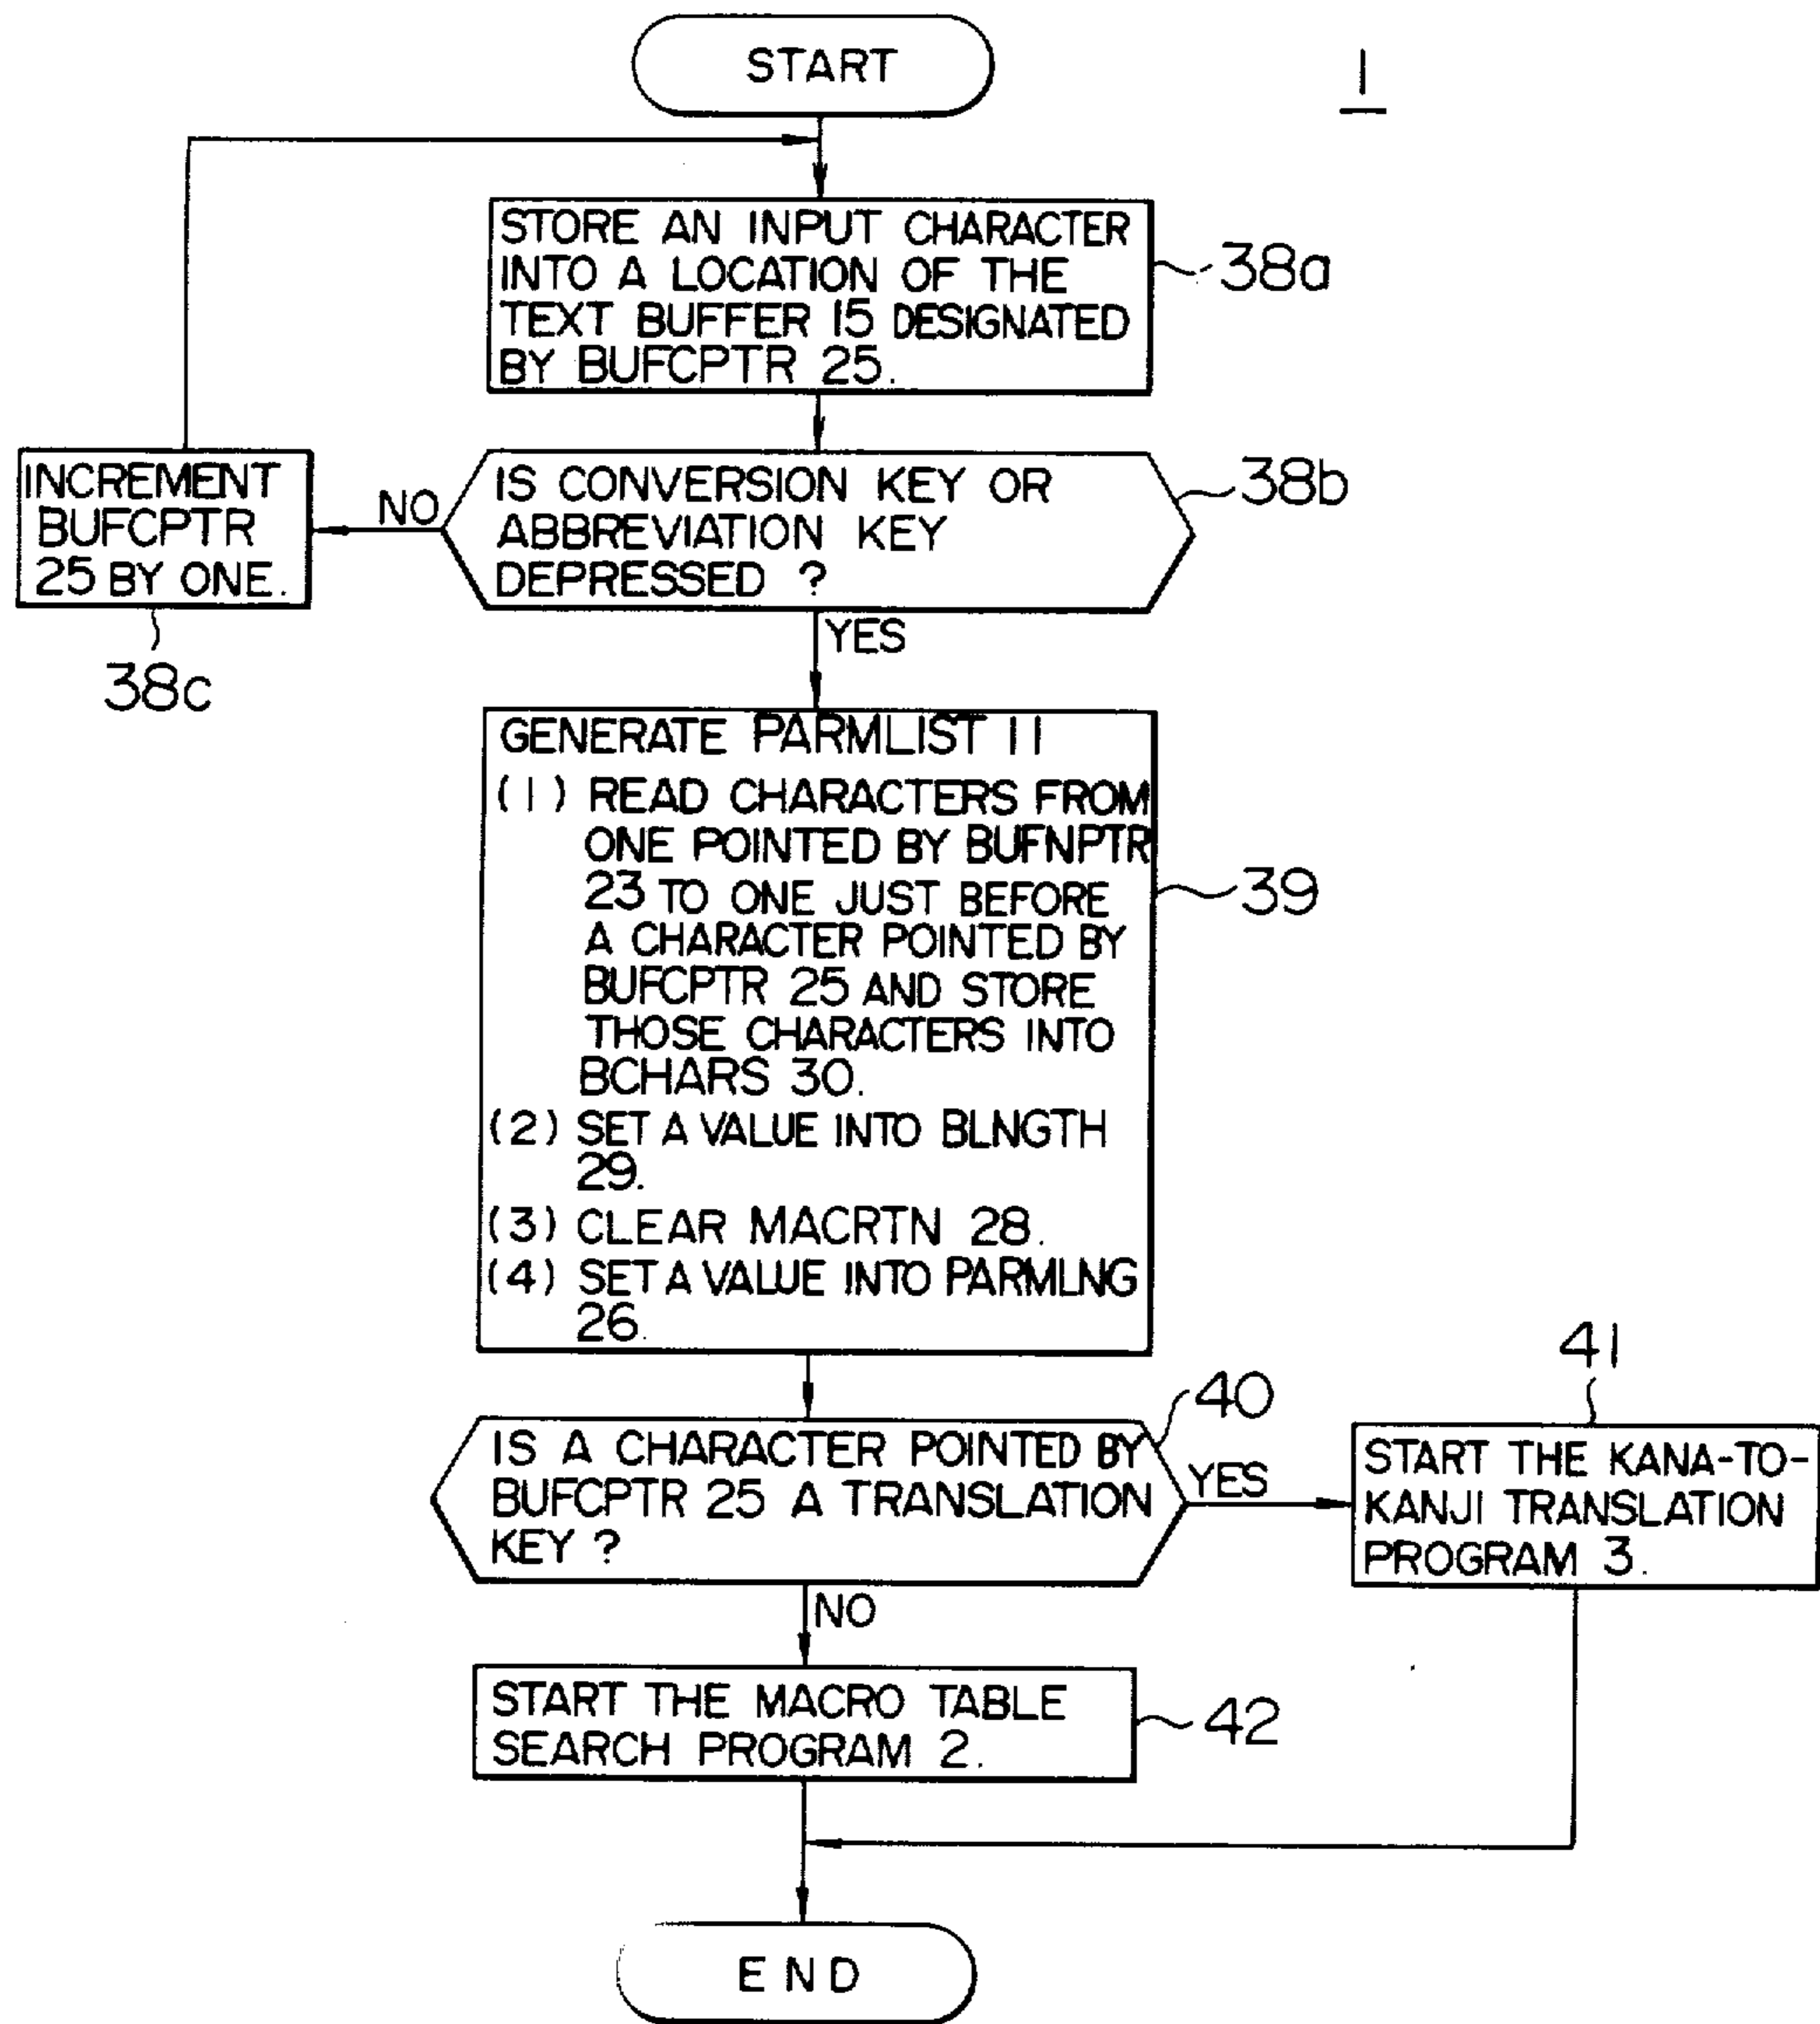 START
1
STORE AN INPUT CHARACTER
INTO A LOCATION OF THE
TEXT BUFFER 15 DESIGNATED
BY BUFCPTR 25.
38a
IS CONVERSION KEY OR
ABBREVIATION KEY
DEPRESSED ?
38b
NO
INCREMENT
BUFCPTR
25 BY ONE.
38c
YES
GENERATE PARMLIST 11
(1) READ CHARACTERS FROM
ONE POINTED BY BUFNPTR
23 TO ONE JUST BEFORE
A CHARACTER POINTED BY
BUFCPTR 25 AND STORE
THOSE CHARACTERS INTO
BCHARS 30.
(2) SET A VALUE INTO BLNGTH
29.
(3) CLEAR MACRTN 28.
(4) SET A VALUE INTO PARMLNG
26.
39
IS A CHARACTER POINTED BY
BUFCPTR 25 A TRANSLATION
KEY ?
40
YES
START THE KANA-TO-
KANJI TRANSLATION
PROGRAM 3.
41
NO
START THE MACRO TABLE
SEARCH PROGRAM 2.
42
END